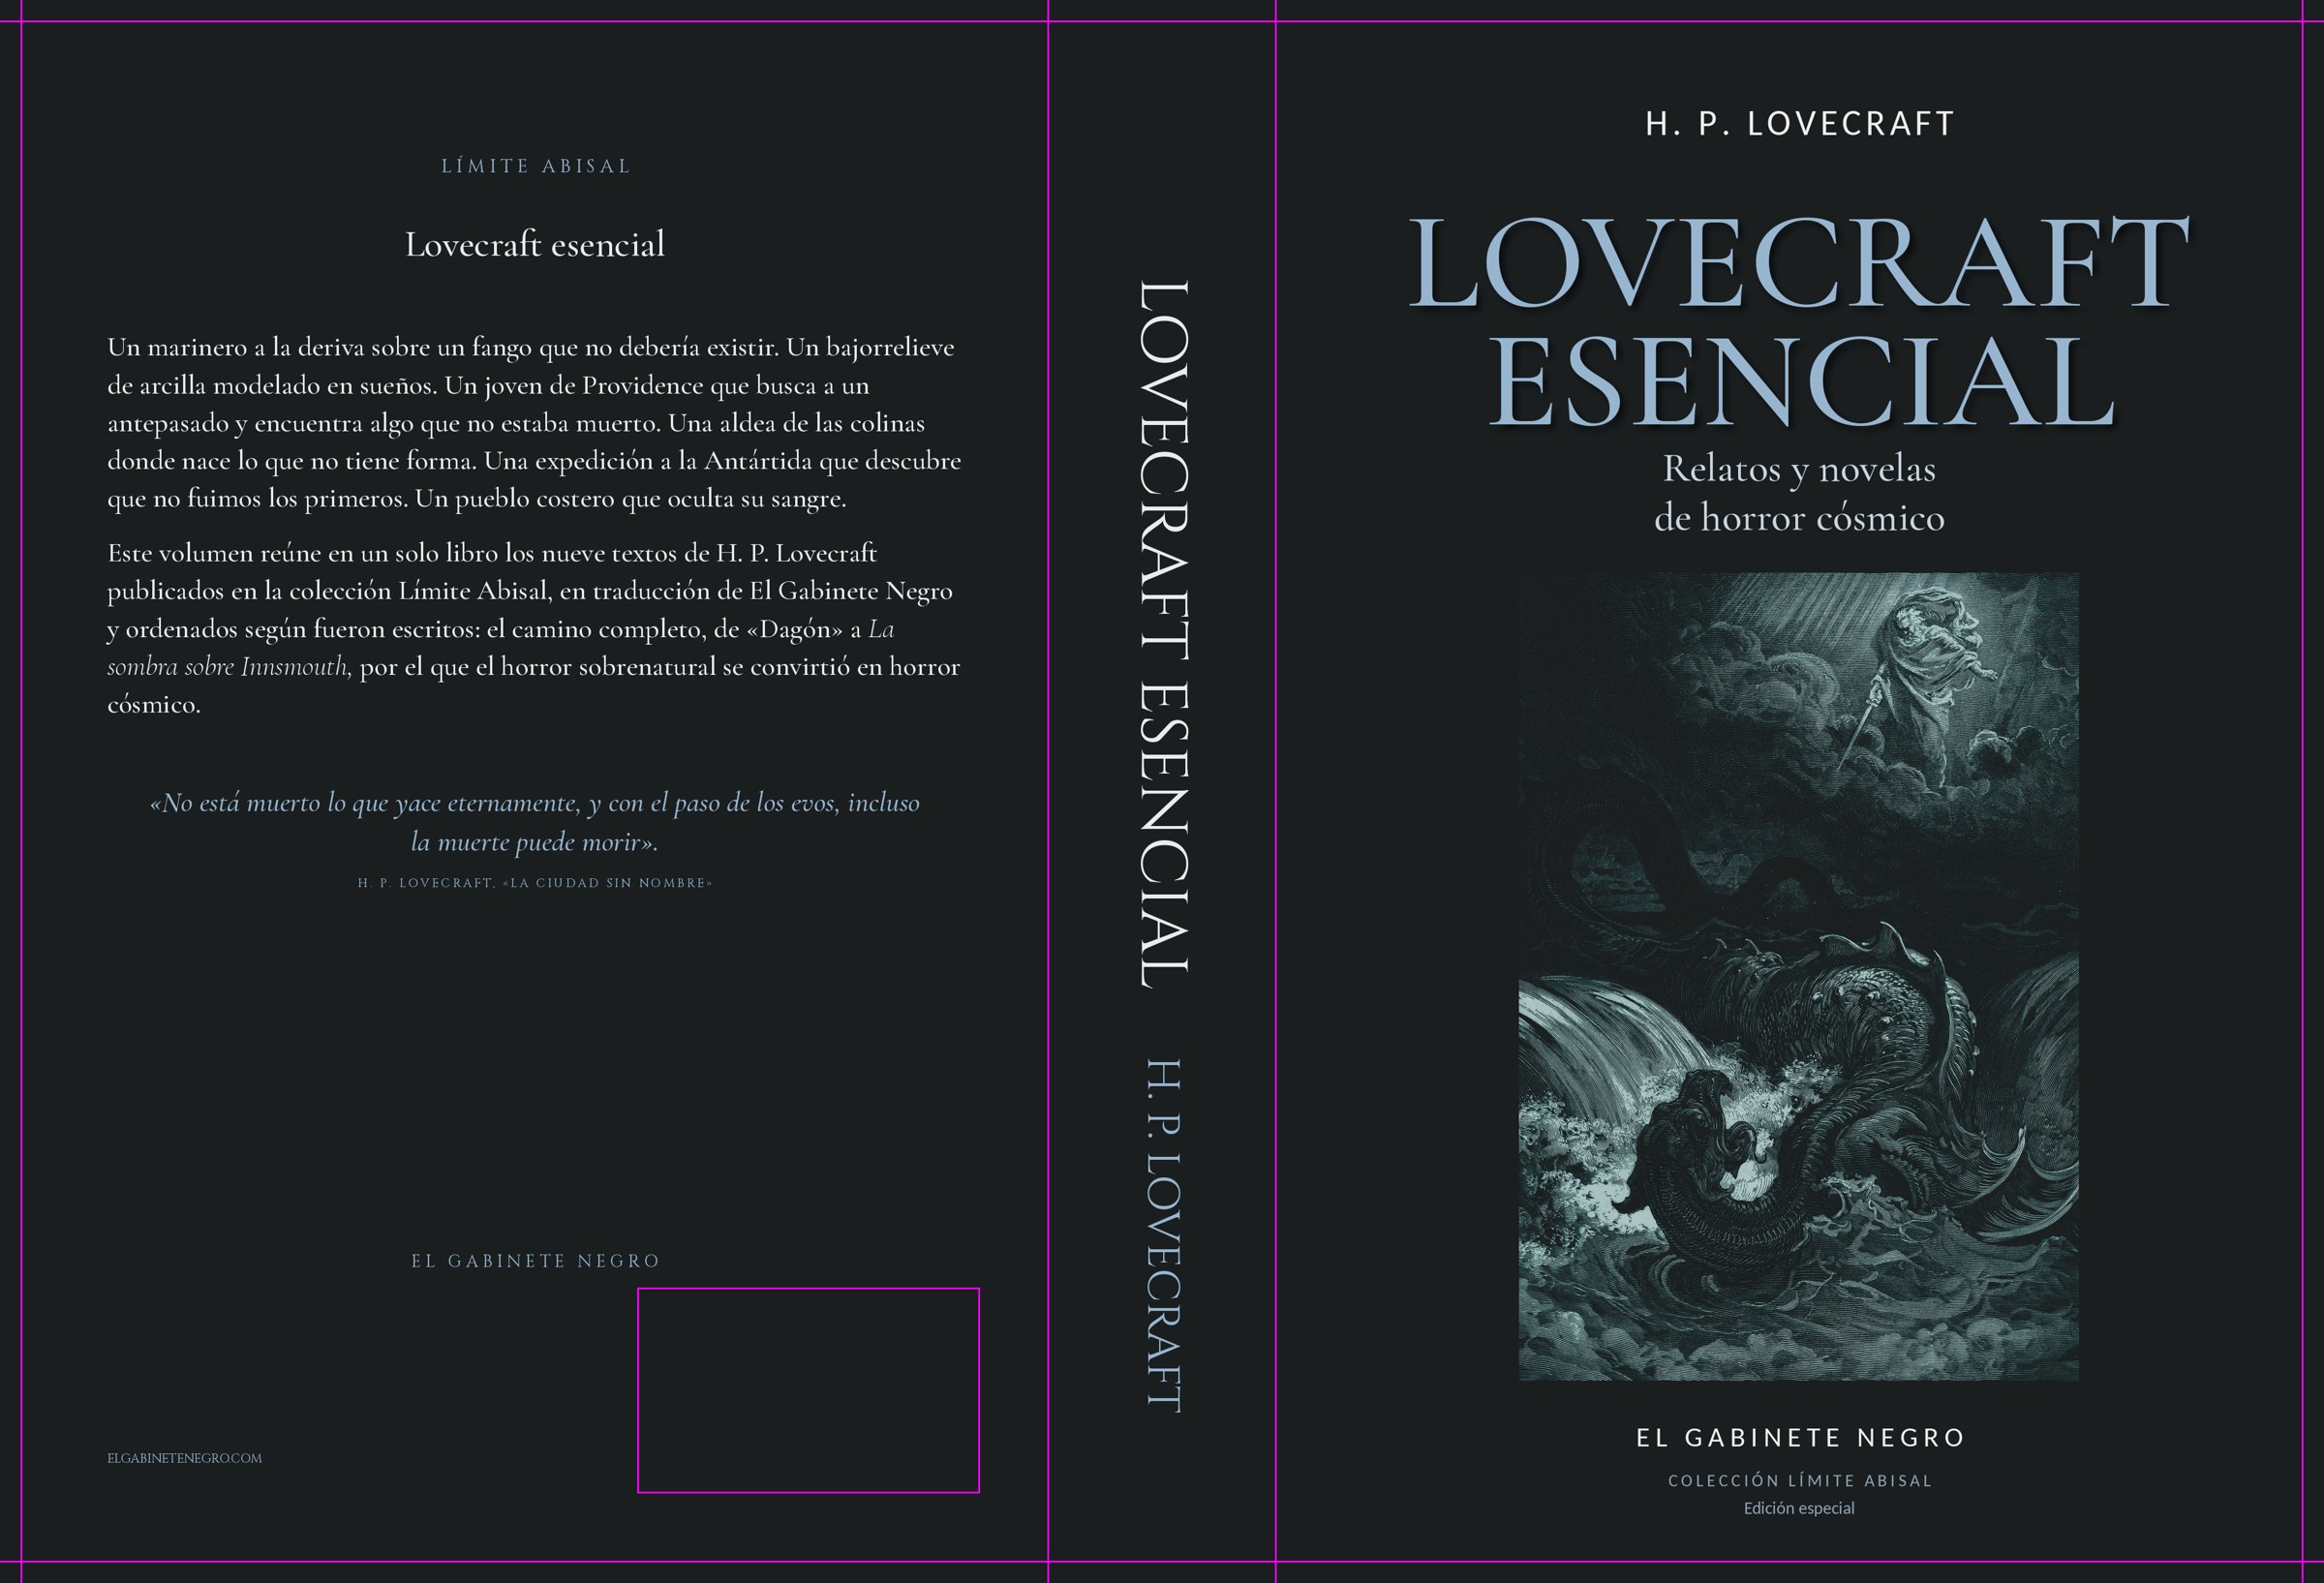 LÍMITE ABISAL
Lovecraft esencial
Un marinero a la deriva sobre un fango que no debería existir. Un bajorrelieve
de arcilla modelado en sueños. Un joven de Providence que busca a un
antepasado y encuentra algo que no estaba muerto. Una aldea de las colinas
donde nace lo que no tiene forma. Una expedición a la Antártida que descubre
que no fuimos los primeros. Un pueblo costero que oculta su sangre.
Este volumen reúne en un solo libro los nueve textos de H. P. Lovecraft
publicados en la colección Límite Abisal, en traducción de El Gabinete Negro
y ordenados según fueron escritos: el camino completo, de «Dagón» a La
sombra sobre Innsmouth, por el que el horror sobrenatural se convirtió en horror
cósmico.
«No está muerto lo que yace eternamente, y con el paso de los evos, incluso
la muerte puede morir».
H. P. LOVECRAFT, «LA CIUDAD SIN NOMBRE»
EL GABINETE NEGRO
ELGABINETENEGRO.COM
LOVECRAFT ESENCIAL
H. P. LOVECRAFT
H. P. LOVECRAFT
LOVECRAFT
ESENCIAL
Relatos y novelas
de horror cósmico
EL GABINETE NEGRO
COLECCIÓN LÍMITE ABISAL
Edición especial